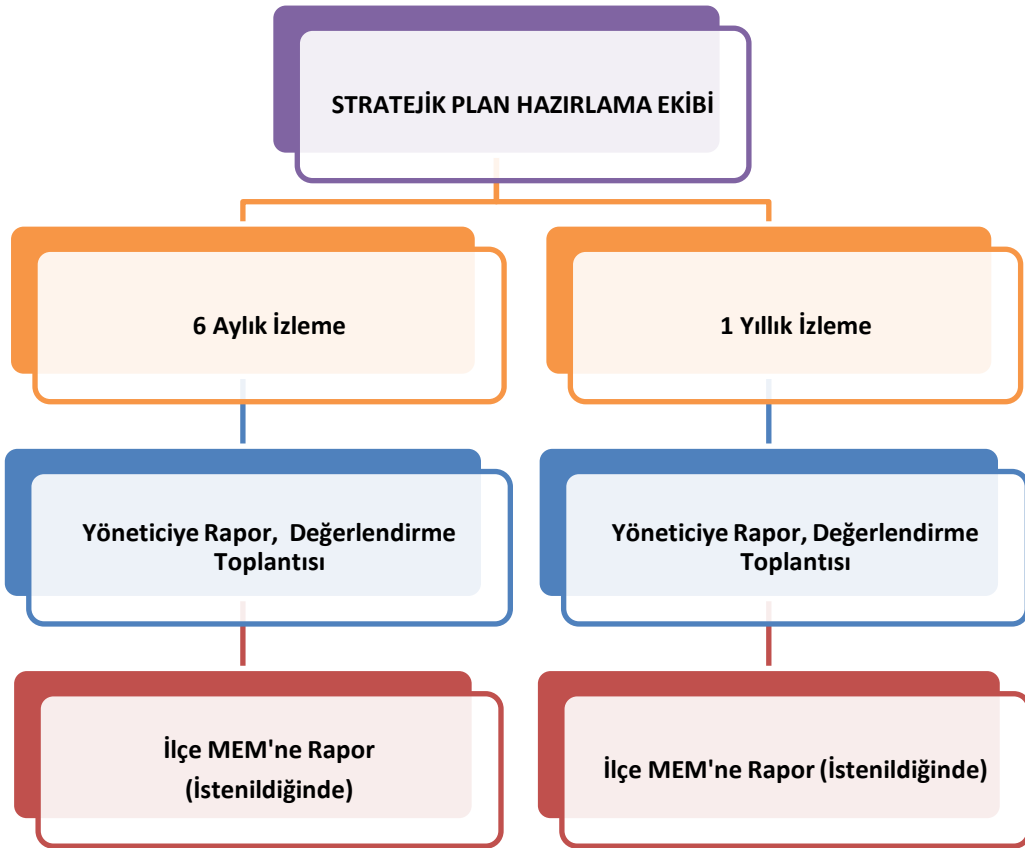 STRATEJİK PLAN HAZIRLAMA EKİBİ
6 Aylık İzleme
1 Yıllık İzleme
Yöneticiye Rapor, Değerlendirme
Toplantısı
Yöneticiye Rapor, Değerlendirme
Toplantısı
İlçe MEM'ne Rapor
(İstenildiğinde)
İlçe MEM'ne Rapor (İstenildiğinde)